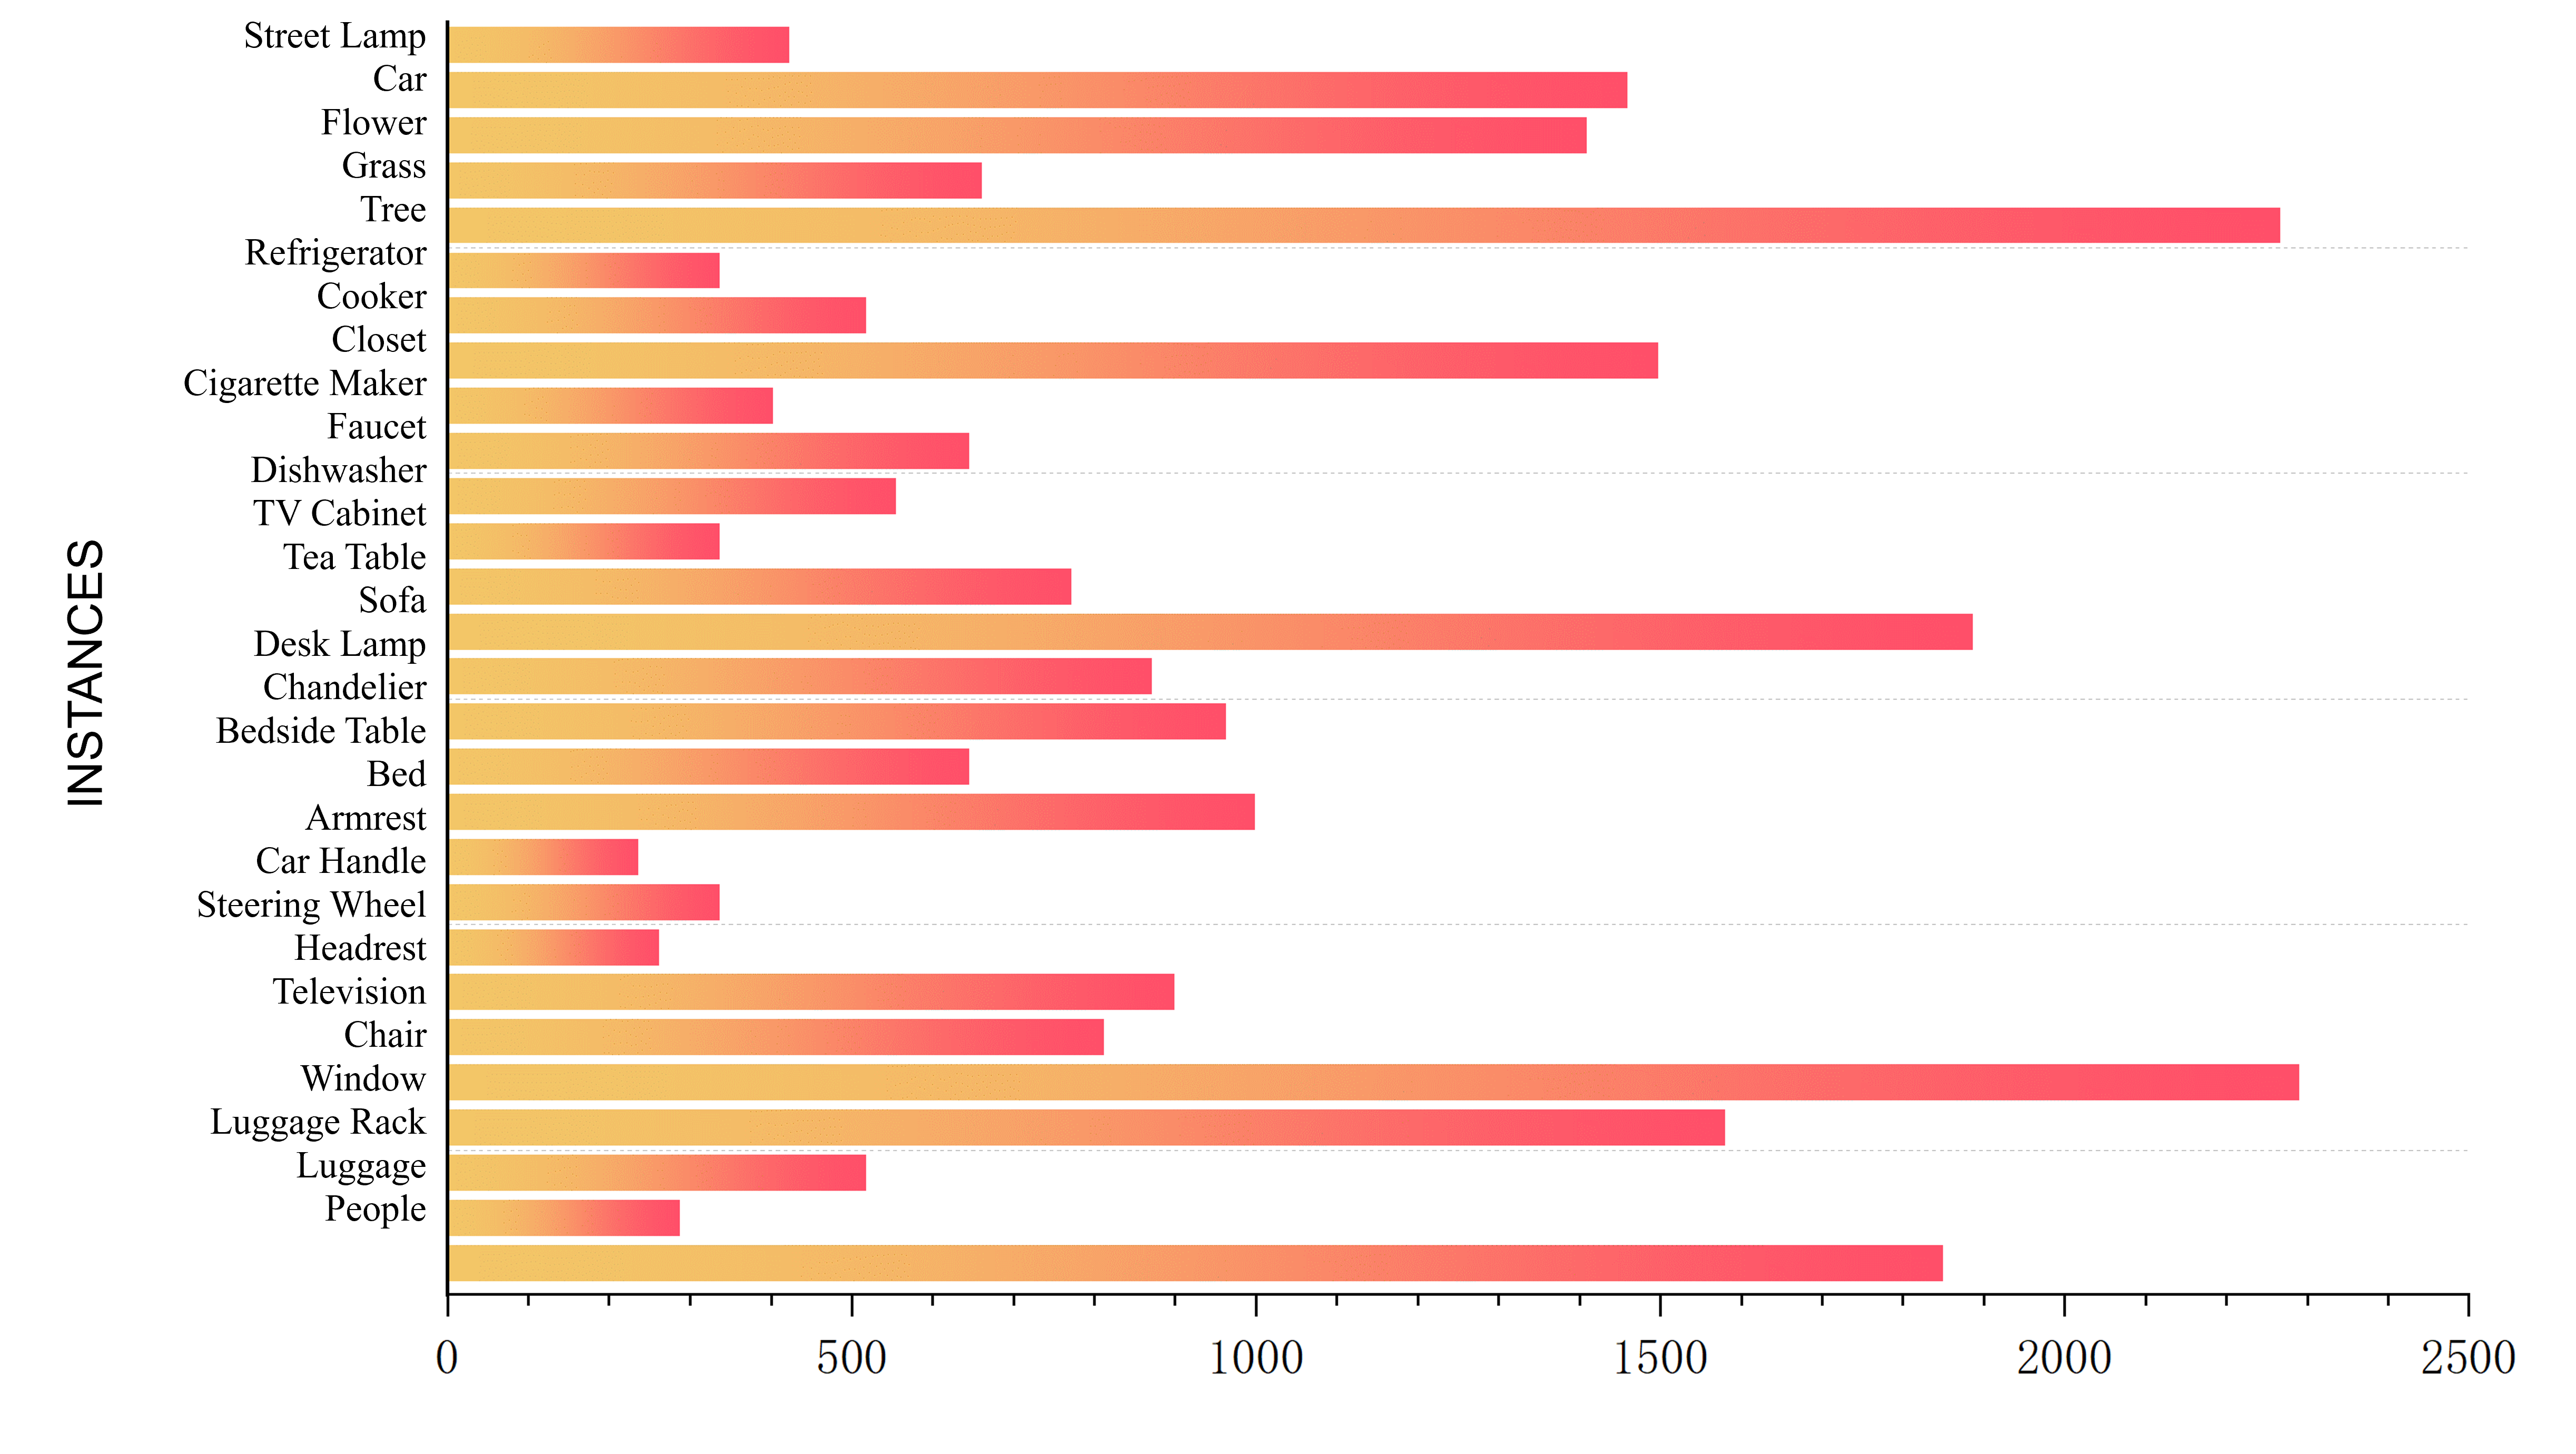 Street Lamp
Car
Flower
Grass
Tree
Refrigerator
Cooker
Closet
Cigarette Maker
Faucet
Dishwasher
TV Cabinet
Tea Table
Sofa
Desk Lamp
Chandelier
Bedside Table
Bed
Armrest
Car Handle
Steering Wheel
Headrest
Television
Chair
Window
Luggage Rack
Luggage
People
INSTANCES
0 500 1000 1500 2000 2500